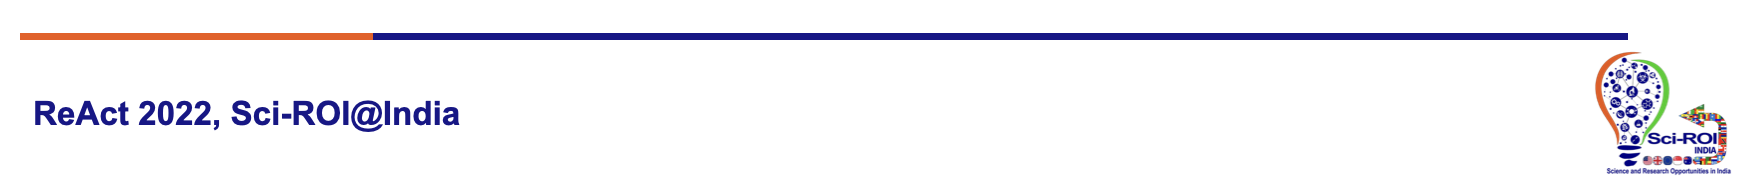 ReAct 2022, Sci-ROI@India
Sci-ROI
INDIA
Science and Research Opportunities in India